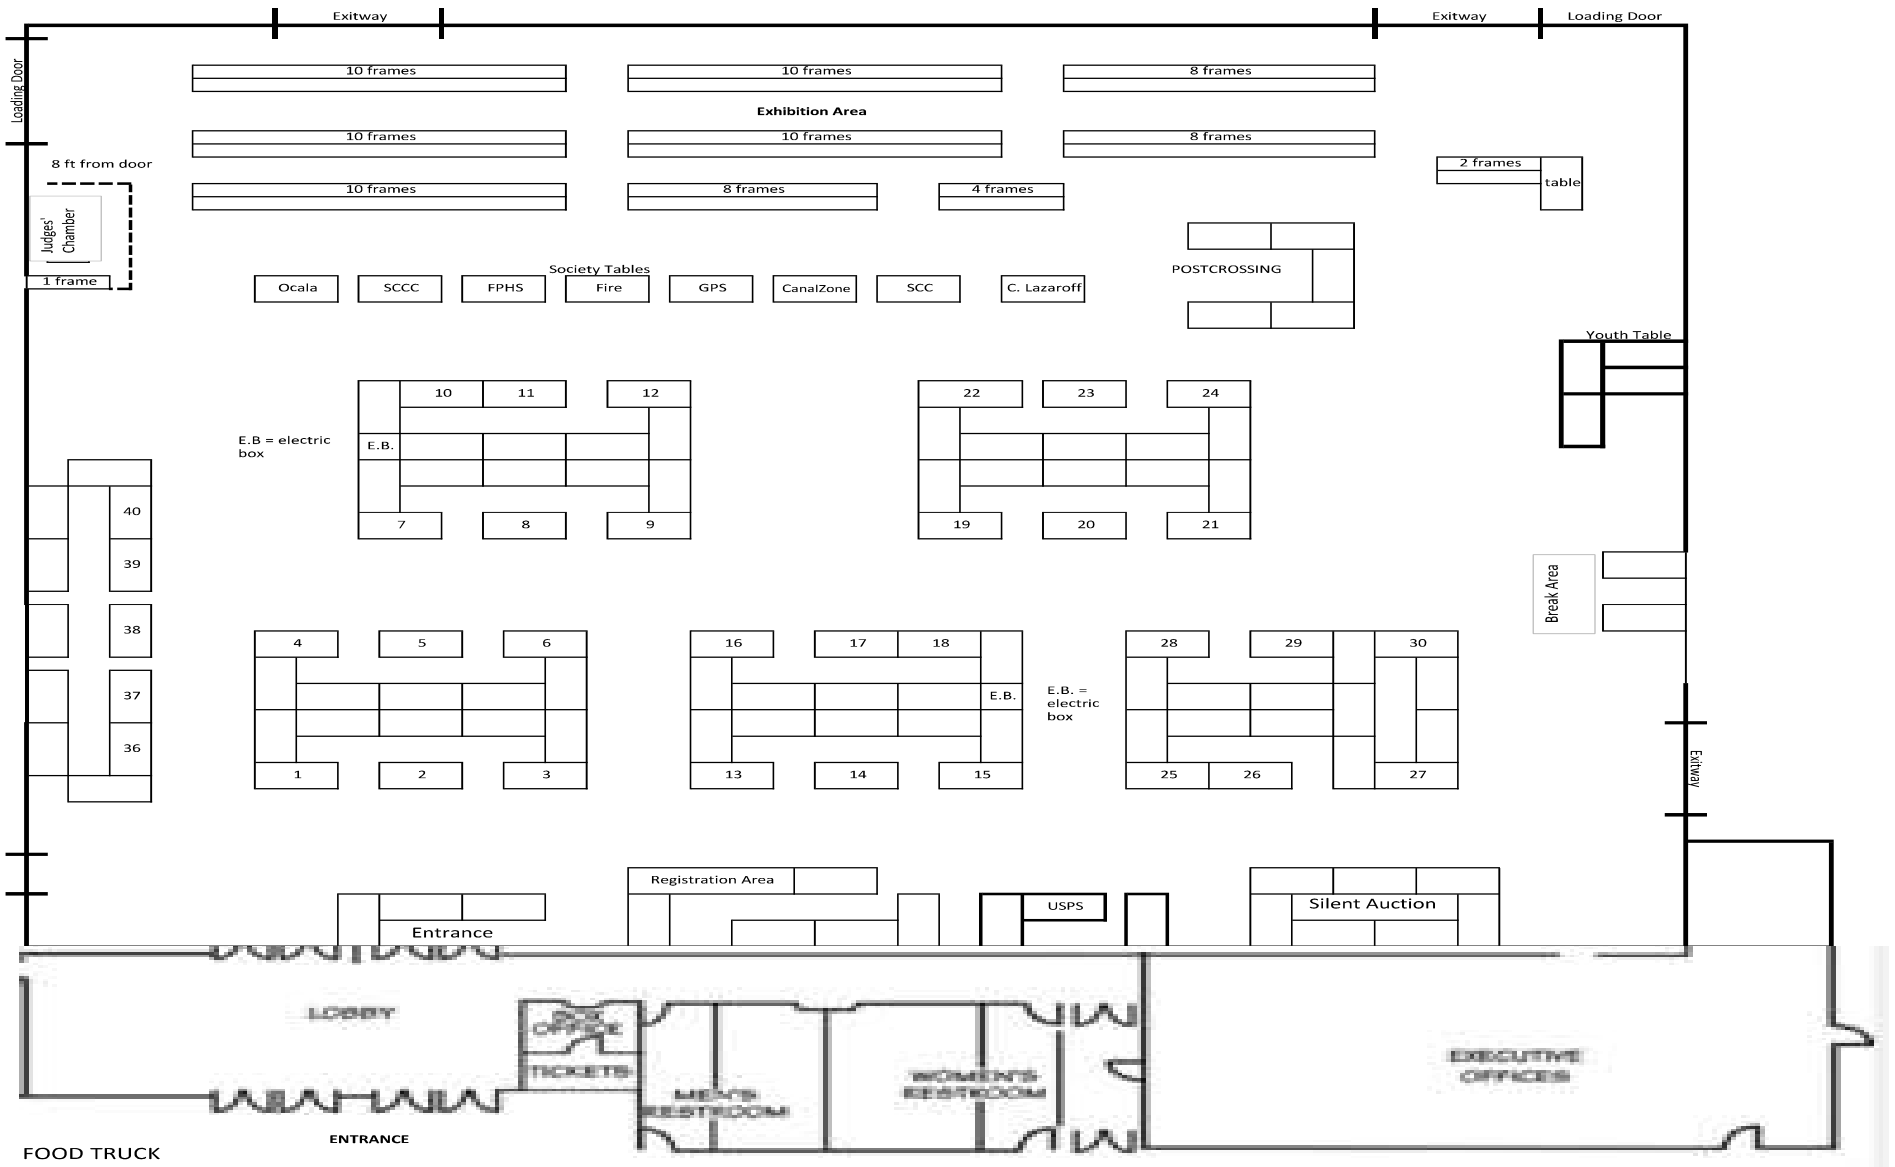 Exitway
Exitway
Loading Door
Loading Door
10 frames
10 frames
8 frames
Exhibition Area
10 frames
10 frames
8 frames
8 ft from door
2 frames
table
10 frames
8 frames
4 frames
Judges'
Chamber
1 frame
Society Tables
POSTCROSSING
Ocala
SCCC
FPHS
Fire
GPS
CanalZone
SCC
C. Lazaroff
Youth Table
10
11
12
22
23
24
E.B = electric
box
E.B.
40
7
8
9
19
20
21
39
Break Area
38
4
5
6
16
17
18
28
29
30
37
E.B.
E.B. =
electric
box
36
1
2
3
13
14
15
25
26
27
Exitway
Registration Area
USPS
Silent Auction
Entrance
LOBBY
BOX
OFFICE
TICKETS
MEN'S
RESTROOM
WOMEN'S
RESTROOM
EXECUTIVE
OFFICES
ENTRANCE
FOOD TRUCK